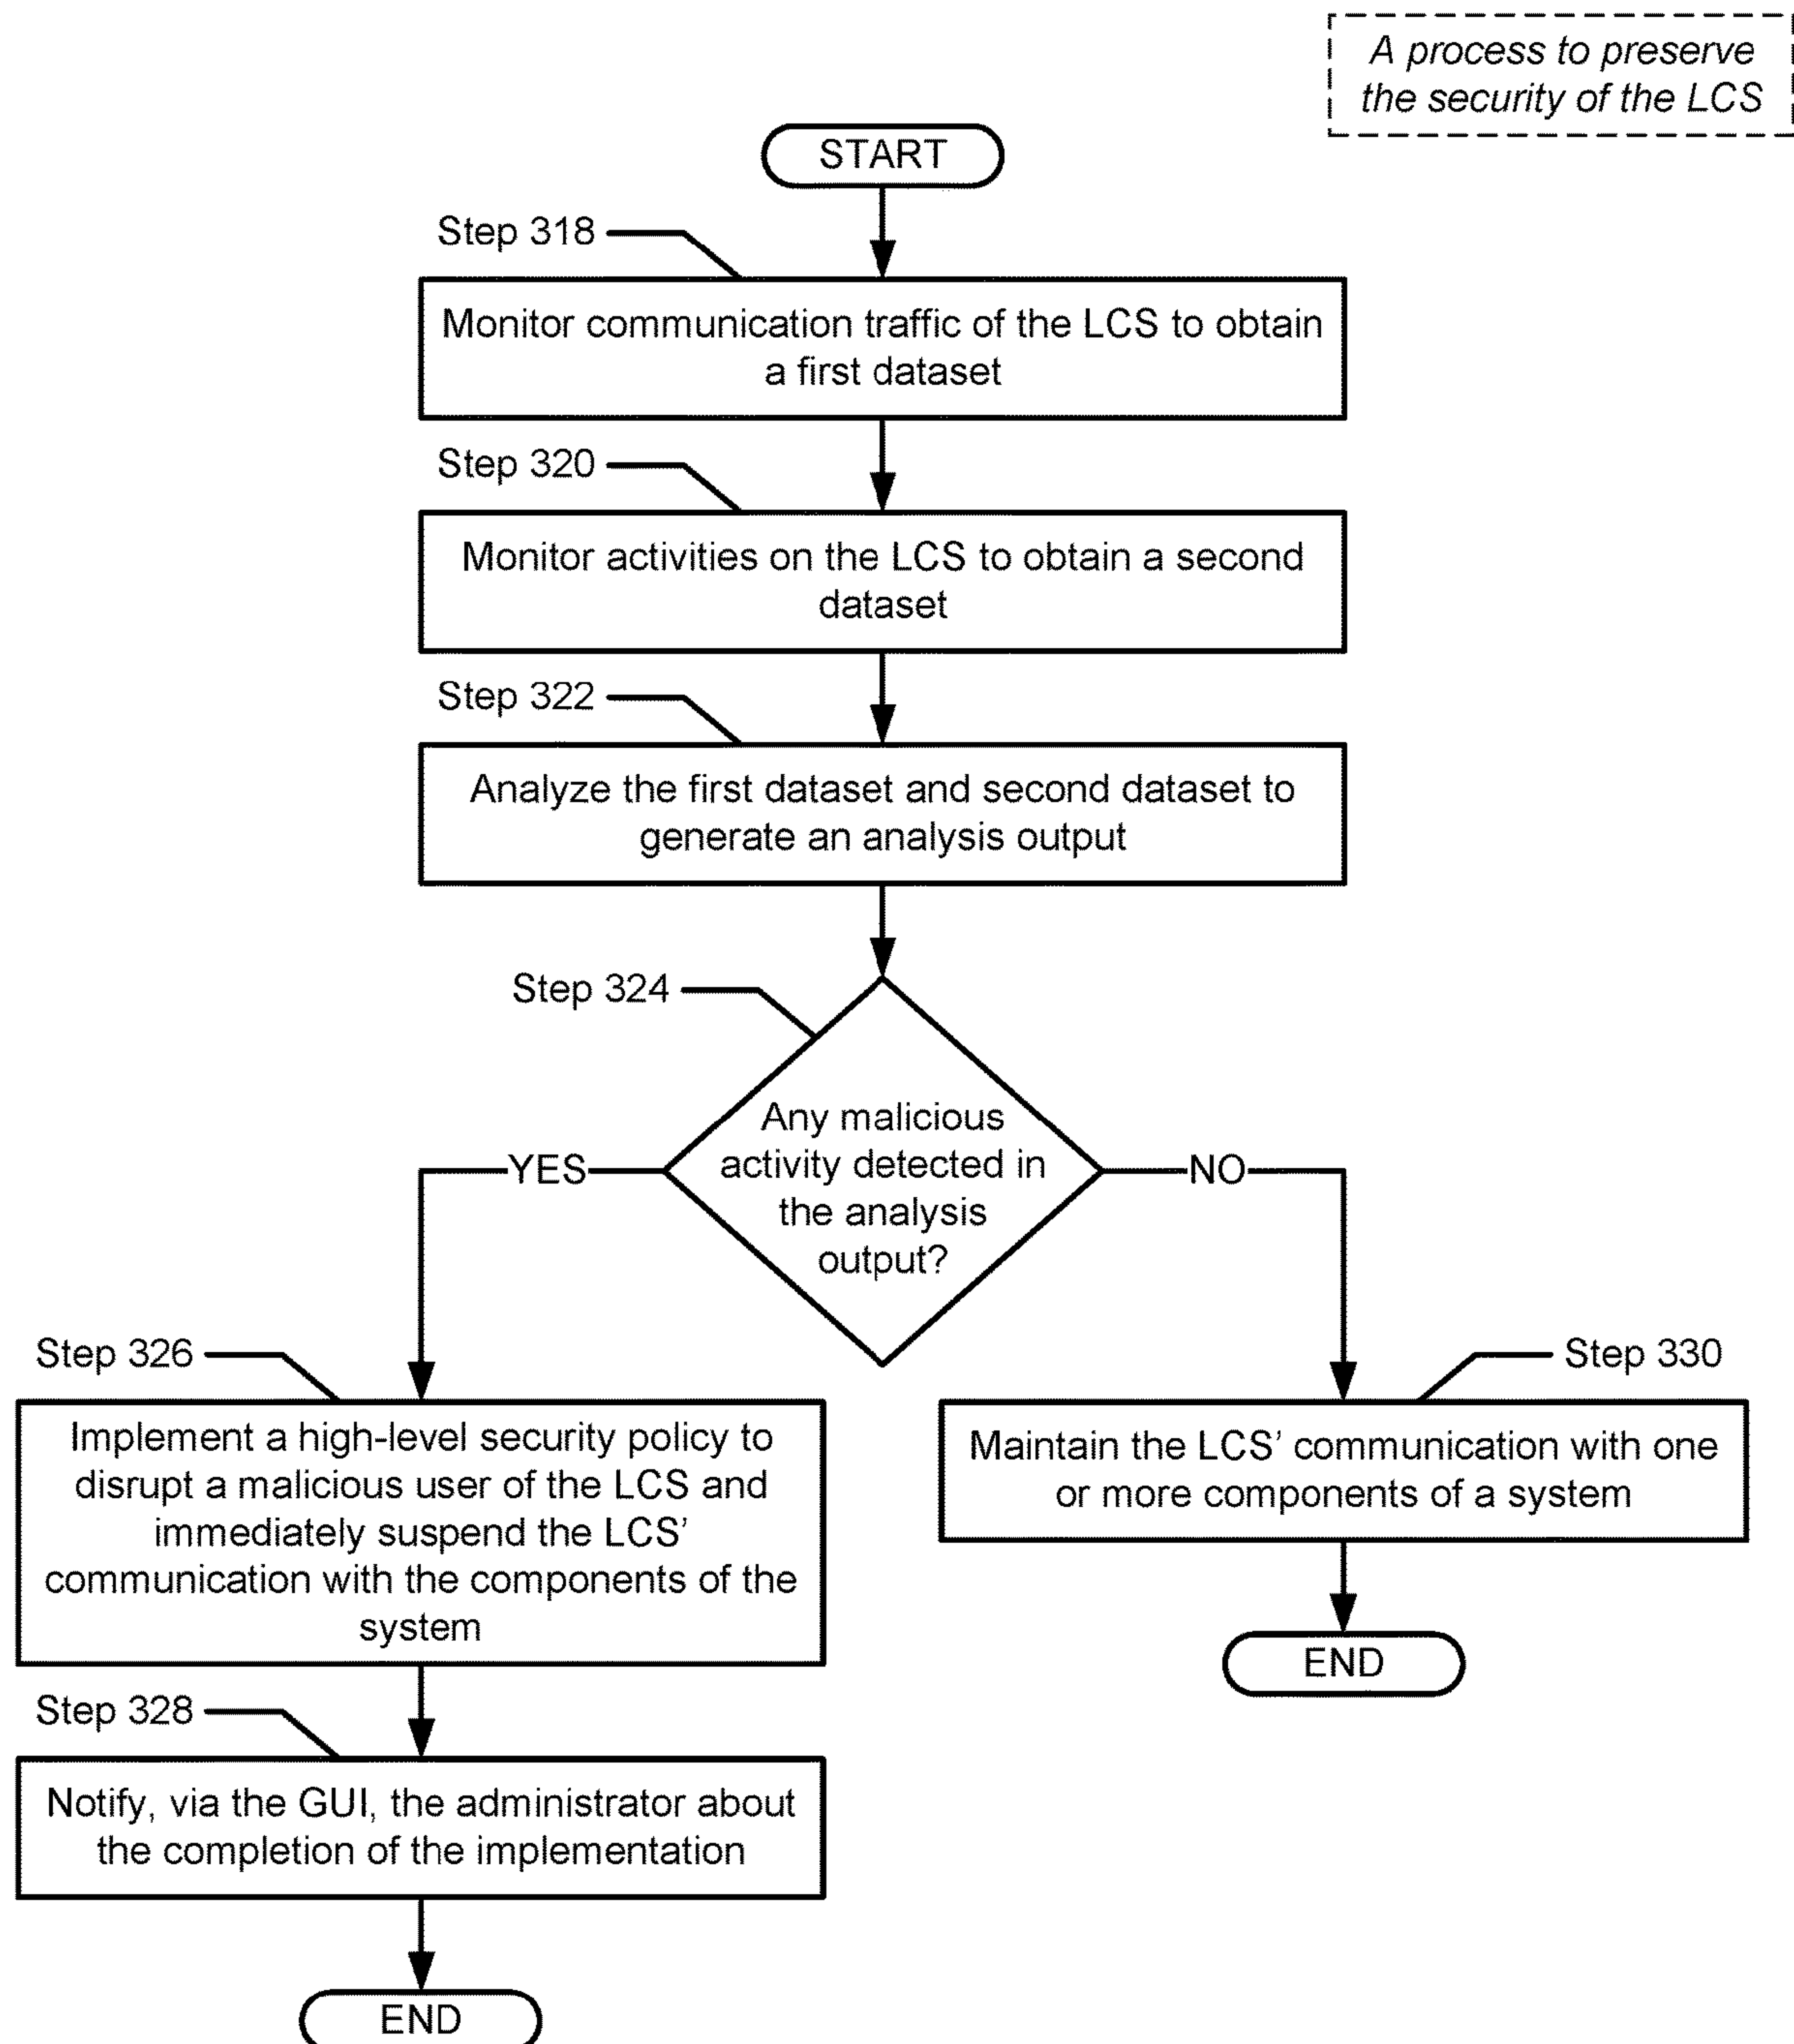 A process to preserve
the security of the LCS
START
Step 318
Monitor communication traffic of the LCS to obtain
a first dataset
Step 320
Monitor activities on the LCS to obtain a second
dataset
Step 322
Analyze the first dataset and second dataset to
generate an analysis output
Step 324
Any malicious
activity detected in
the analysis
output?
YES
NO
Step 326
Implement a high-level security policy to
disrupt a malicious user of the LCS and
immediately suspend the LCS’
communication with the components of the
system
Step 330
Maintain the LCS’ communication with one
or more components of a system
END
Step 328
Notify, via the GUI, the administrator about
the completion of the implementation
END